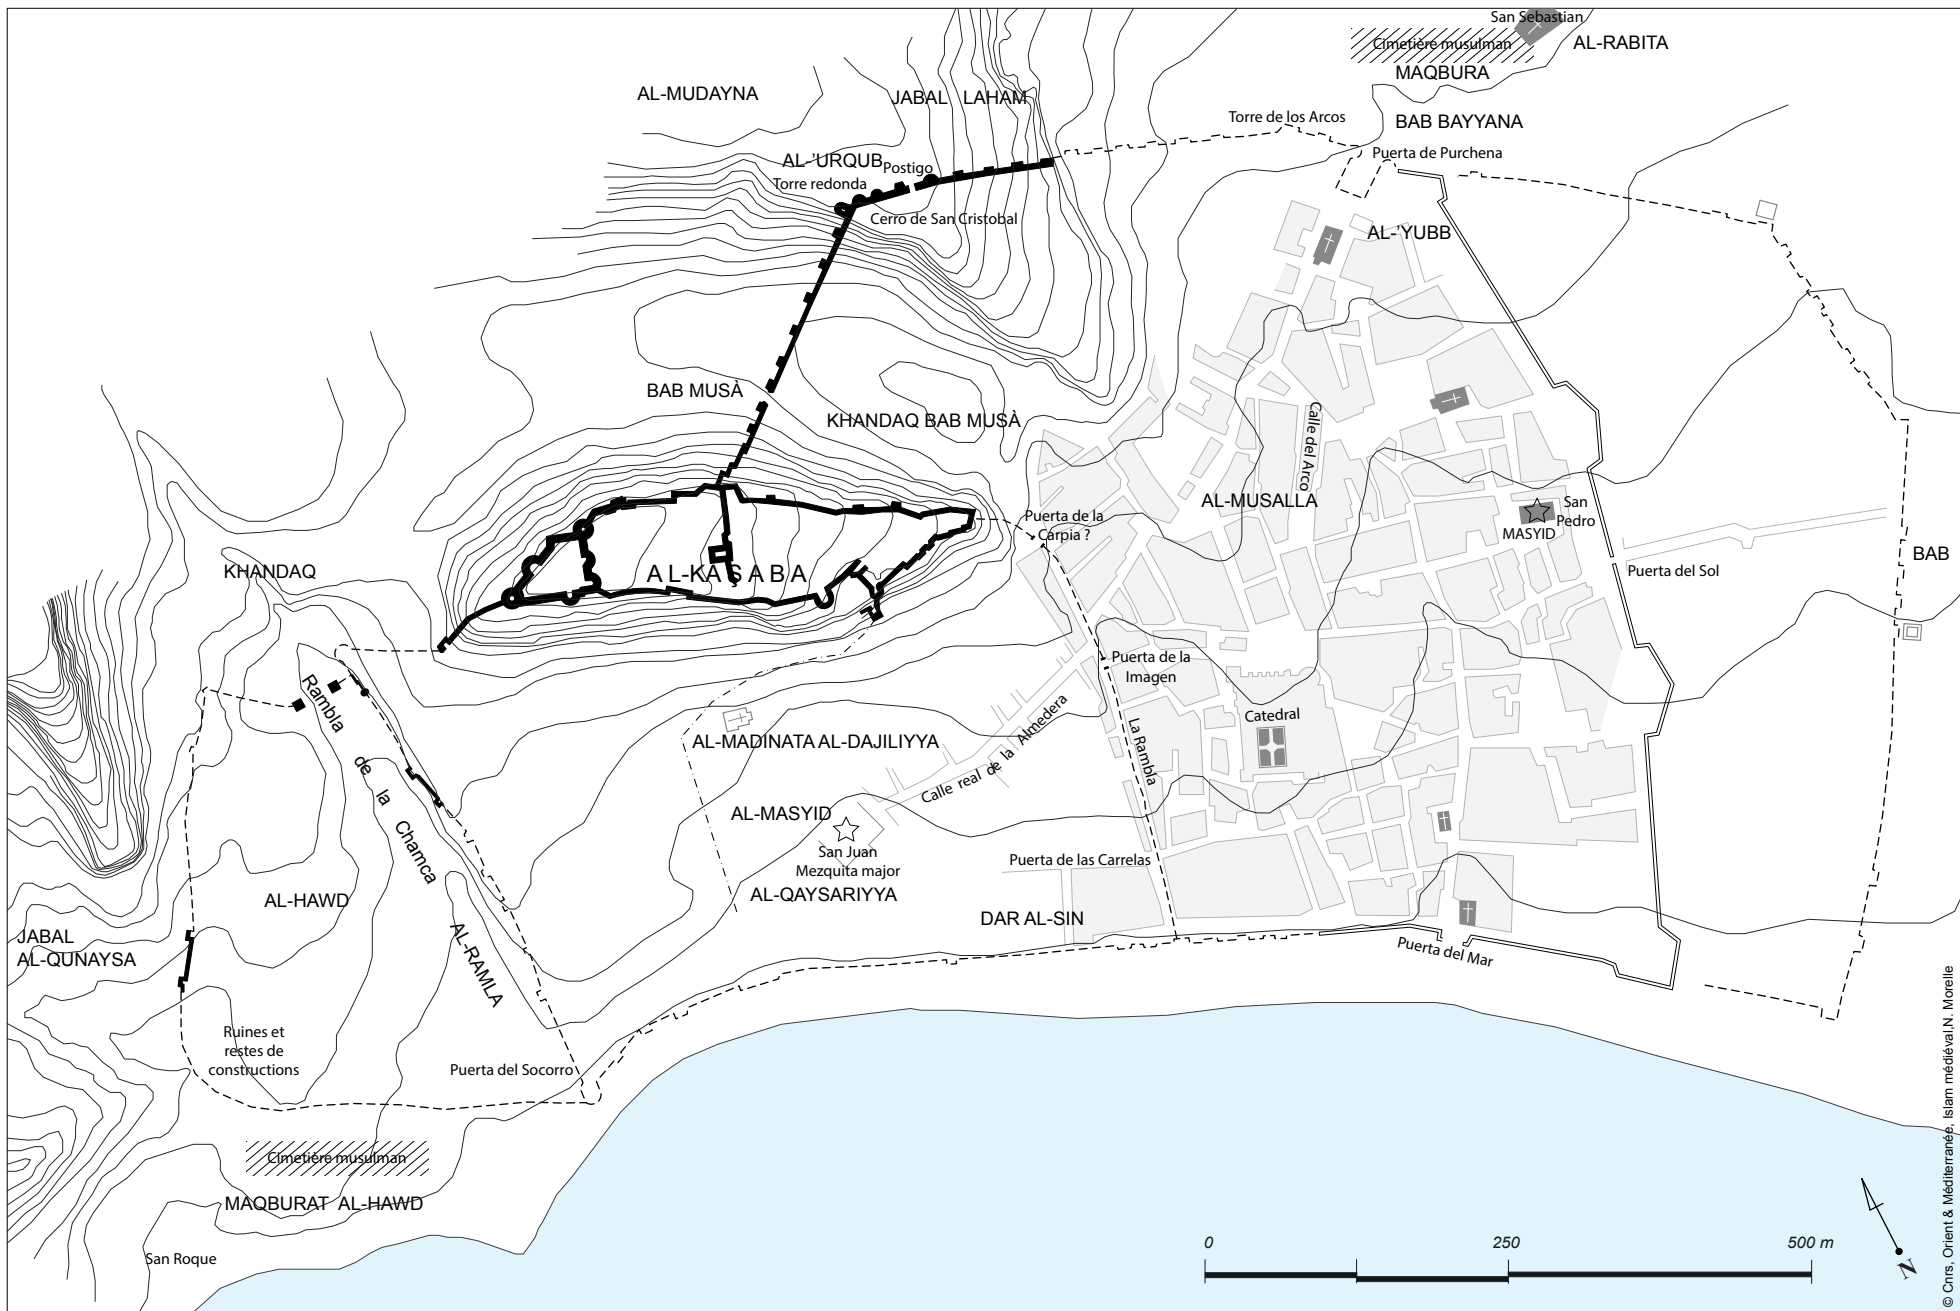 San Sebastian
Cimetière musulman
AL-RABITA
MAQBURA
AL-MUDAYNA
JABAL LAHAM
Torre de los Arcos
BAB BAYYANA
Puerta de Purchena
AL-'URQUB
Postigo
Torre redonda
Cerro de San Cristobal
AL-'YUBB
BAB MUSÀ
KHANDAQ BAB MUSÀ
Calle del Arco
AL-MUSALLA
San
Pedro
MASYID
Puerta de la
Carpia ?
BAB
KHANDAQ
AL-KAṢABA
Puerta del Sol
Puerta de la
Imagen
Rambla de la Chamca
Catedral
La Rambla
AL-MADINATA AL-DAJILIYYA
Calle real de la Almedera
AL-MASYID
San Juan
Mezquita major
Puerta de las Carrelas
AL-QAYSARIYYA
AL-HAWD
DAR AL-SIN
JABAL
AL-QUNAYSA
AL-RAMLA
Puerta del Mar
Ruines et
restes de
constructions
Puerta del Socorro
Cimetière musulman
MAQBURAT AL-HAWD
San Roque
0 250 500 m
N
© Cnrs, Orient & Méditerranée, Islam médiéval,N. Morelle